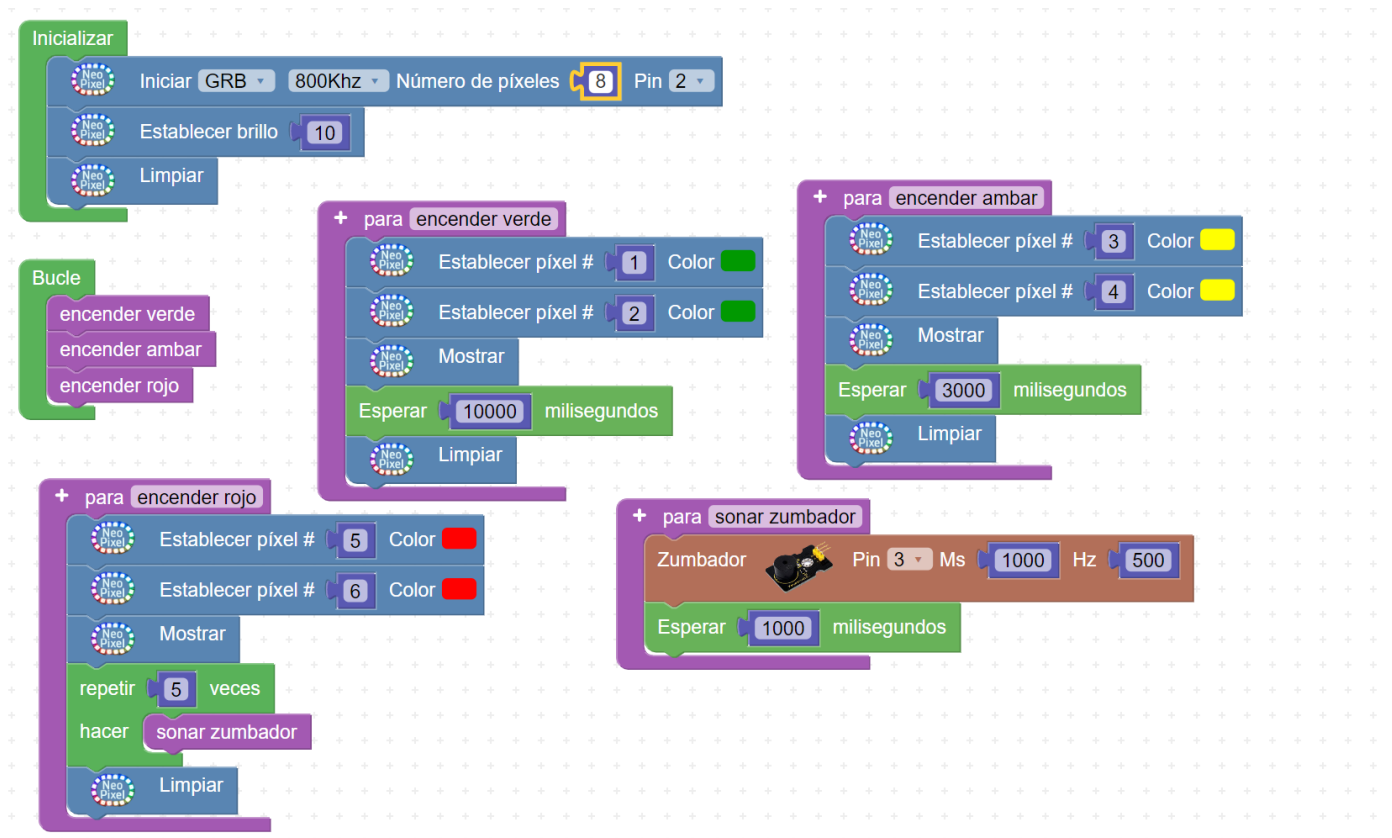 Inicializar
Neo Pixel Iniciar GRB 800Khz Número de píxeles 8 Pin 2
Neo Pixel Establecer brillo 10
Neo Pixel Limpiar
Bucle
encender verde
encender ambar
encender rojo
+ para encender verde
Neo Pixel Establecer píxel # 1 Color
Neo Pixel Establecer píxel # 2 Color
Neo Pixel Mostrar
Esperar 10000 milisegundos
Neo Pixel Limpiar
+ para encender ambar
Neo Pixel Establecer píxel # 3 Color
Neo Pixel Establecer píxel # 4 Color
Neo Pixel Mostrar
Esperar 3000 milisegundos
Neo Pixel Limpiar
+ para encender rojo
Neo Pixel Establecer píxel # 5 Color
Neo Pixel Establecer píxel # 6 Color
Neo Pixel Mostrar
repetir 5 veces
hacer sonar zumbador
Neo Pixel Limpiar
+ para sonar zumbador
Zumbador Pin 3 Ms 1000 Hz 500
Esperar 1000 milisegundos